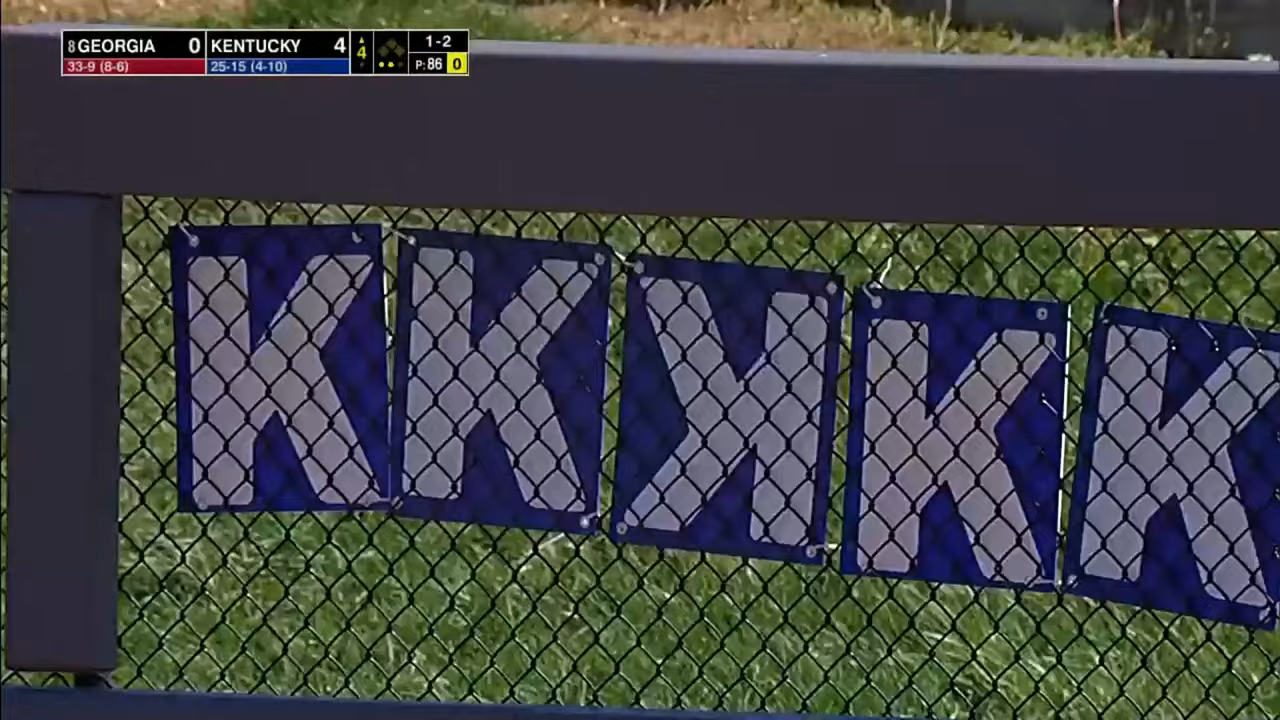 8 GEORGIA 0 KENTUCKY 4 4 1-2
33-9 (8-6) 25-15 (4-10) P: 86 0
K K ꓘ K K